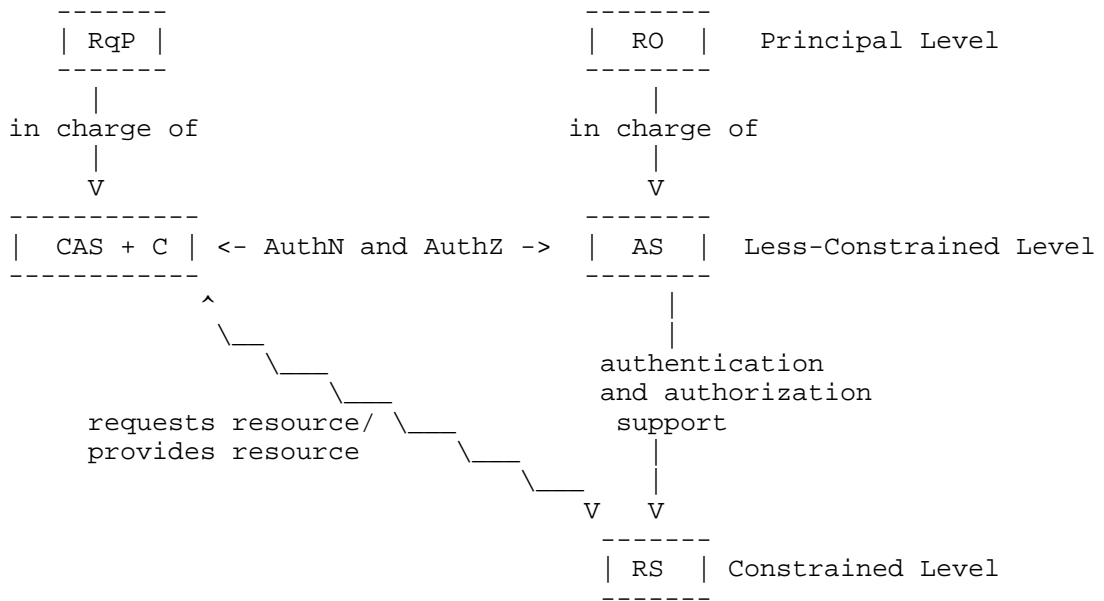 RqP RO Principal Level
in charge of in charge of
CAS + C <- AuthN and AuthZ -> AS Less-Constrained Level
authentication
and authorization
requests resource/ support
provides resource
RS Constrained Level